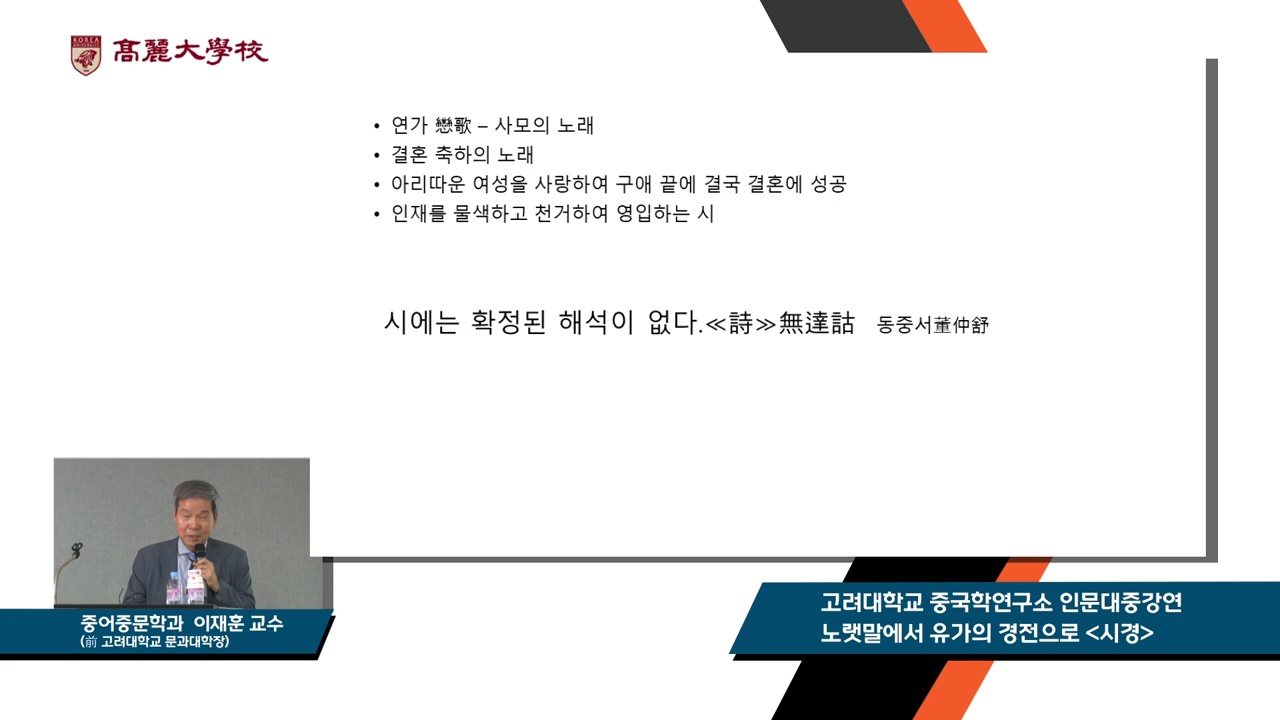 KOREA
UNIVERSITY
高麗大學校
• 연가 戀歌 – 사모의 노래
• 결혼 축하의 노래
• 아리따운 여성을 사랑하여 구애 끝에 결국 결혼에 성공
• 인재를 물색하고 천거하여 영입하는 시
시에는 확정된 해석이 없다.≪詩≫無達詁 동중서董仲舒
중어중문학과 이재훈 교수
(前 고려대학교 문과대학장)
고려대학교 중국학연구소 인문대중강연
노랫말에서 유가의 경전으로 <시경>